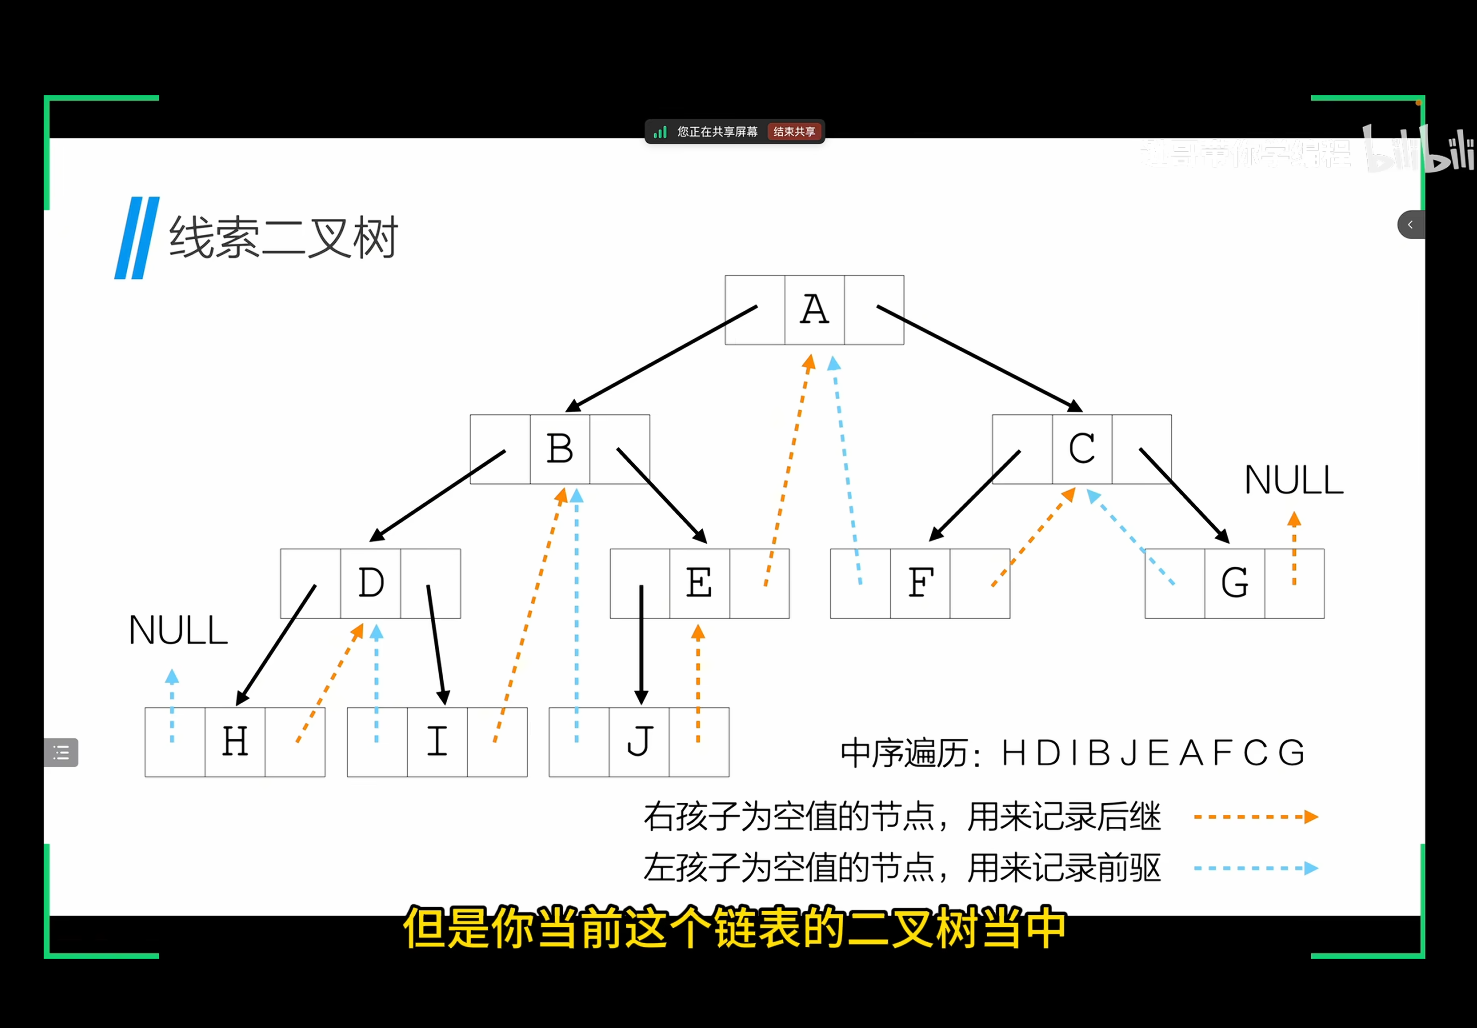 您正在共享屏幕 结束共享
bilibili
线索二叉树
A
B
C
NULL
D
E
F
G
NULL
H
I
J
中序遍历：H D I B J E A F C G
右孩子为空值的节点，用来记录后继
左孩子为空值的节点，用来记录前驱
但是你当前这个链表的二叉树当中